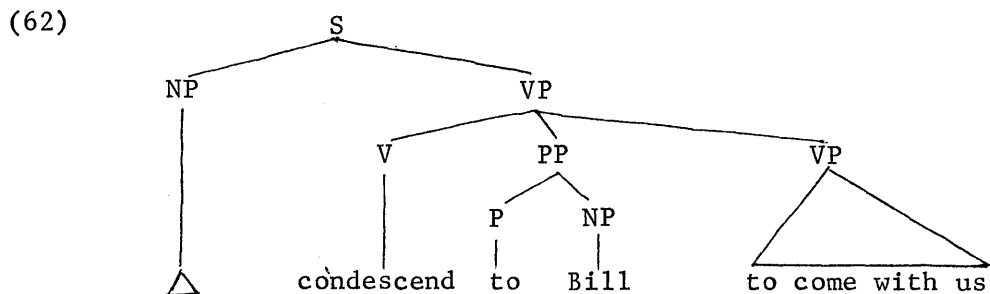 (62)
S
NP VP
V PP VP
P NP
△ condescend to Bill to come with us